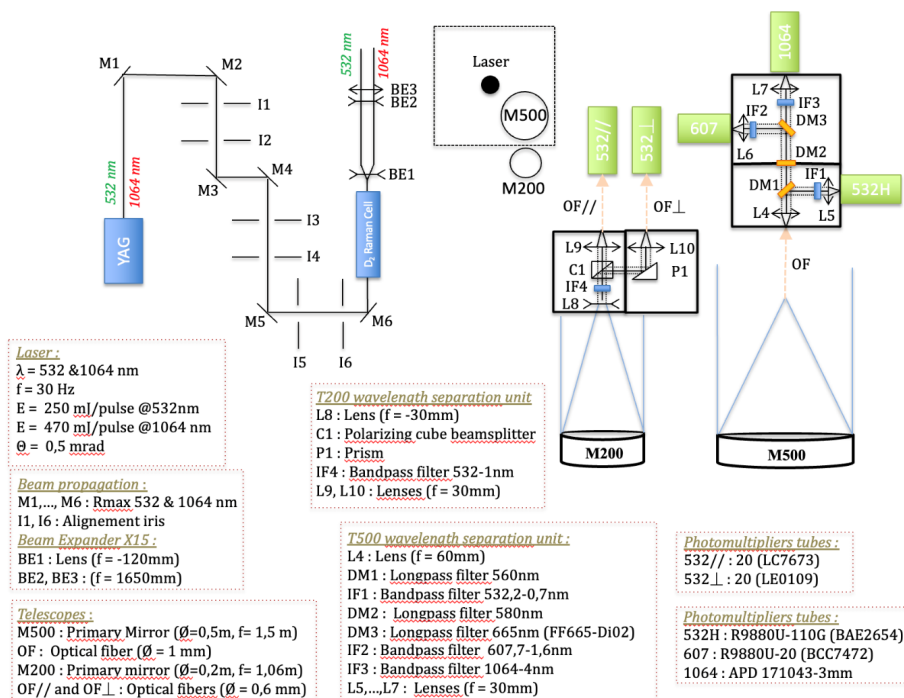 M1
M2
532 nm
1064 nm
I1
I2
M3
M4
YAG
I3
I4
M5
M6
I5
I6
532 nm
1064 nm
BE3
BE2
BE1
D2 Raman Cell
Laser
M500
M200
532//
532⊥
OF//
OF⊥
L9
L10
C1
P1
IF4
L8
M200
1064
L7
IF2
IF3
607
DM3
L6
DM2
IF1
DM1
532H
L4
L5
OF
M500
Laser :
λ = 532 &1064 nm
f = 30 Hz
E = 250 mJ/pulse @532nm
E = 470 mJ/pulse @1064 nm
Θ = 0,5 mrad
Beam propagation :
M1,..., M6 : Rmax 532 & 1064 nm
I1, I6 : Alignement iris
Beam Expander X15 :
BE1 : Lens (f = -120mm)
BE2, BE3 : (f = 1650mm)
Telescopes :
M500 : Primary Mirror (Ø=0,5m, f= 1,5 m)
OF : Optical fiber (Ø = 1 mm)
M200 : Primary mirror (Ø=0,2m, f= 1,06m)
OF// and OF⊥ : Optical fibers (Ø = 0,6 mm)
T200 wavelenath separation unit
L8 : Lens (f = -30mm)
C1 : Polarizing cube beamsplitter
P1 : Prism
IF4 : Bandpass filter 532-1nm
L9, L10 : Lenses (f = 30mm)
T500 wavelength separation unit :
L4 : Lens (f = 60mm)
DM1 : Longpass filter 560nm
IF1 : Bandpass filter 532,2-0,7nm
DM2 : Longpass filter 580nm
DM3 : Longpass filter 665nm (FF665-Di02)
IF2 : Bandpass filter 607,7-1,6nm
IF3 : Bandpass filter 1064-4nm
L5,...,L7 : Lenses (f = 30mm)
Photomultipliers tubes :
532// : 20 (LC7673)
532⊥ : 20 (LE0109)
Photomultipliers tubes :
532H : R9880U-110G (BAE2654)
607 : R9880U-20 (BCC7472)
1064 : APD 171043-3mm